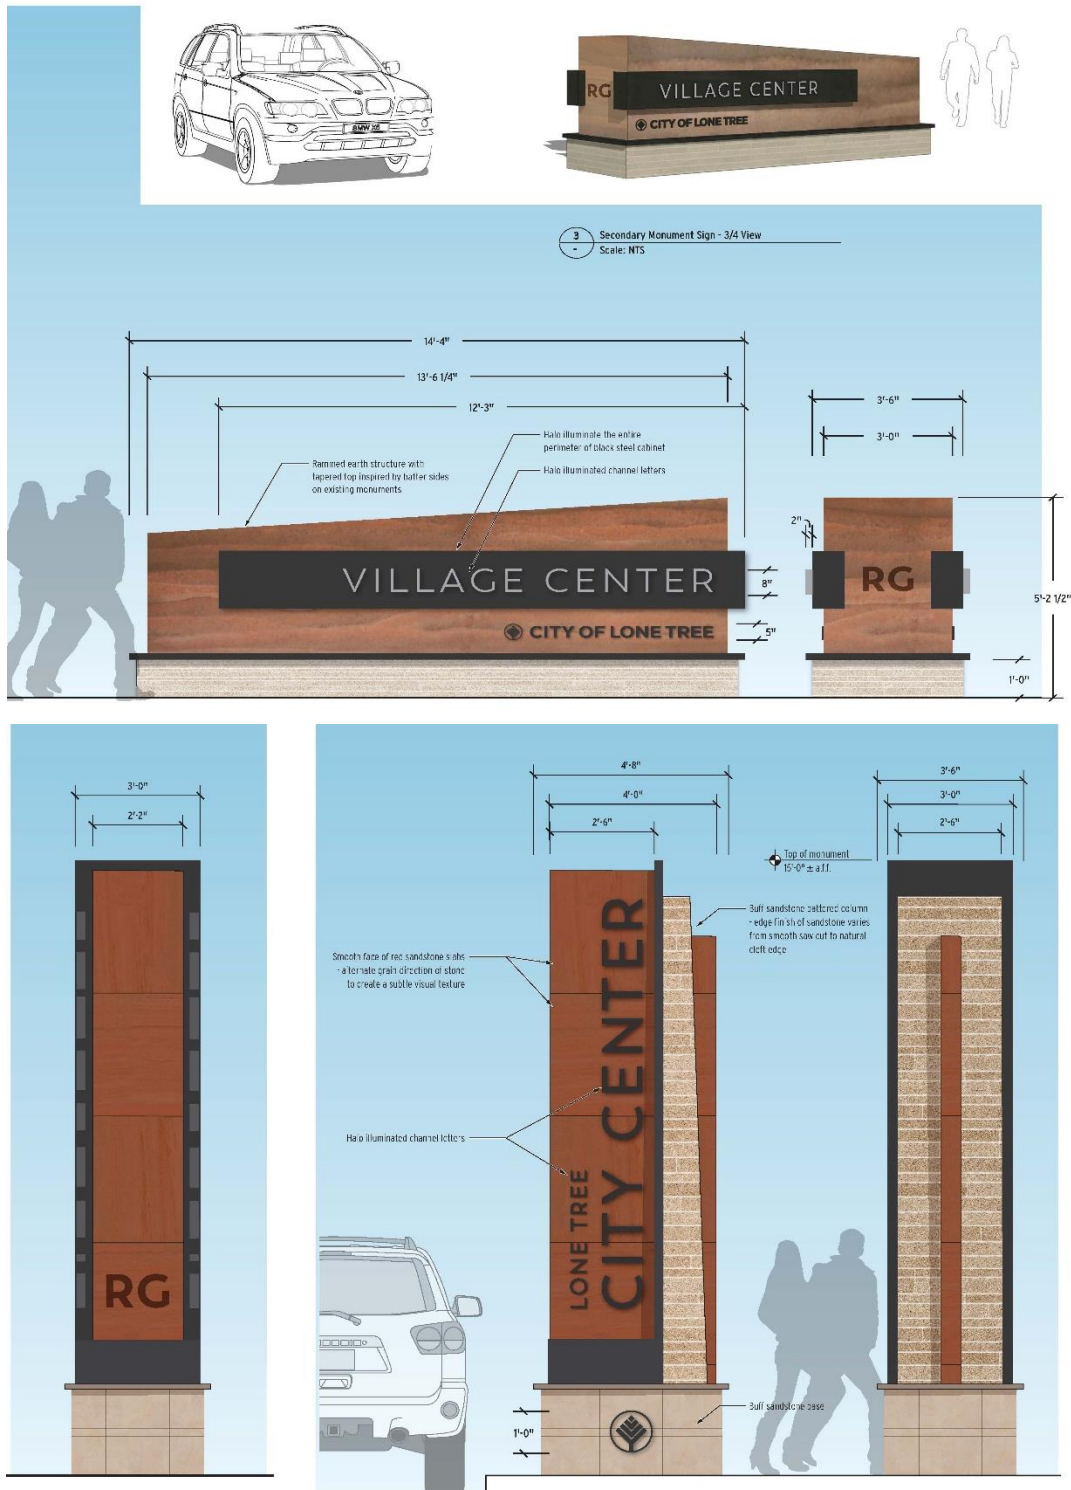 BMW X5
RG
VILLAGE CENTER
CITY OF LONE TREE
3
-
Secondary Monument Sign - 3/4 View
Scale: NTS
14'-4"
13'-6 1/4"
12'-3"
3'-6"
3'-0"
Halo illuminate the entire
perimeter of black steel cabinet
Halo illuminated channel letters
Rammed earth structure with
tapered top inspired by batter sides
on existing monuments
2"
VILLAGE CENTER
8"
RG
5'-2 1/2"
CITY OF LONE TREE
5"
1'-0"
3'-0"
2'-2"
RG
4'-8"
4'-0"
2'-6"
3'-6"
3'-0"
2'-6"
Top of monument
15'-0" ± a.f.f.
Buff sandstone battered column
- edge finish of sandstone varies
from smooth saw cut to natural
cleft edge
Smooth face of red sandstone slabs
- alternate grain direction of stone
to create a subtle visual texture
Halo illuminated channel letters
LONE TREE
CITY CENTER
Buff sandstone base
1'-0"